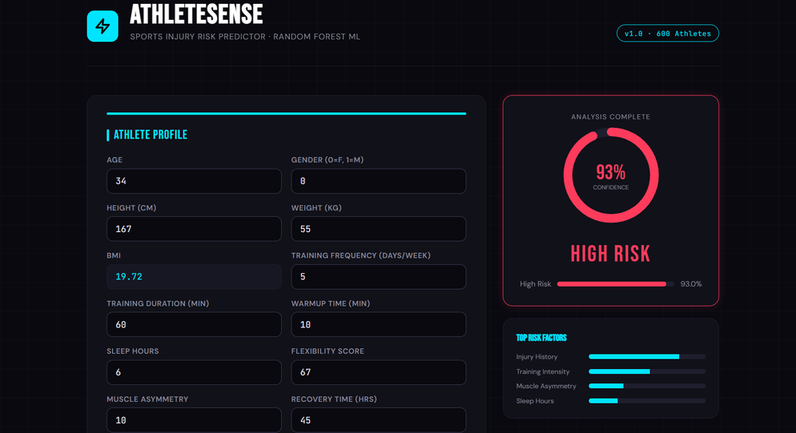 ATHLETESENSE
SPORTS INJURY RISK PREDICTOR · RANDOM FOREST ML
v1.0 · 600 Athletes
ATHLETE PROFILE
AGE
34
GENDER (0=F, 1=M)
0
HEIGHT (CM)
167
WEIGHT (KG)
55
BMI
19.72
TRAINING FREQUENCY (DAYS/WEEK)
5
TRAINING DURATION (MIN)
60
WARMUP TIME (MIN)
10
SLEEP HOURS
6
FLEXIBILITY SCORE
67
MUSCLE ASYMMETRY
10
RECOVERY TIME (HRS)
45
ANALYSIS COMPLETE
93%
CONFIDENCE
HIGH RISK
High Risk 93.0%
TOP RISK FACTORS
Injury History
Training Intensity
Muscle Asymmetry
Sleep Hours